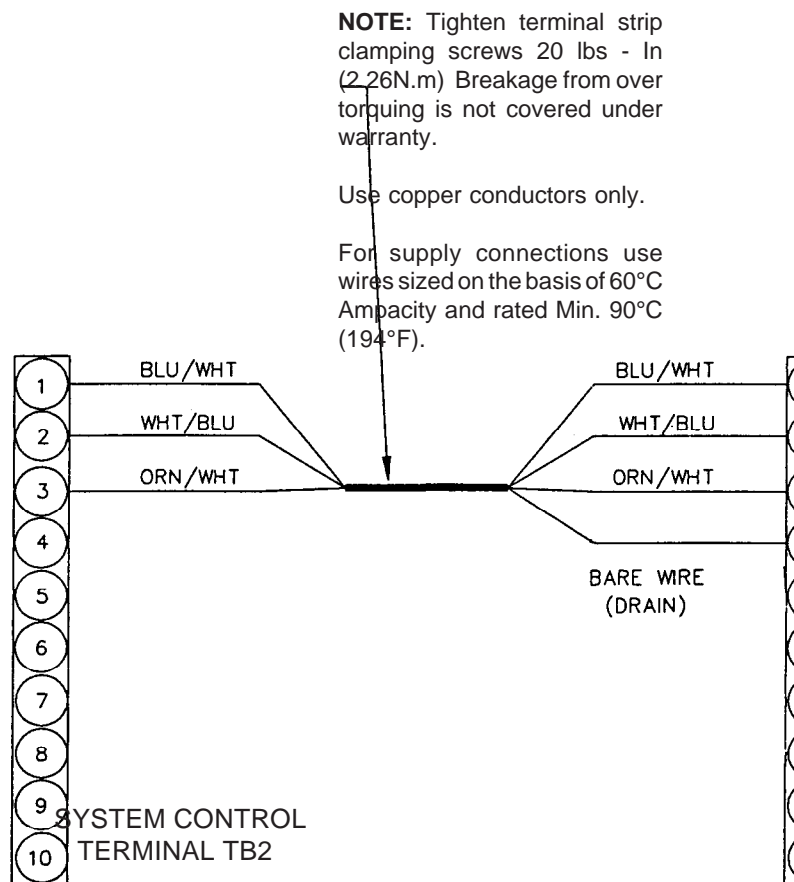 NOTE: Tighten terminal strip
clamping screws 20 lbs - In
(2.26N.m) Breakage from over
torquing is not covered under
warranty.
Use copper conductors only.
For supply connections use
wires sized on the basis of 60°C
Ampacity and rated Min. 90°C
(194°F).
1 BLU/WHT BLU/WHT
2 WHT/BLU WHT/BLU
3 ORN/WHT ORN/WHT
4
5 BARE WIRE
(DRAIN)
6
7
8
9
SYSTEM CONTROL
10 TERMINAL TB2